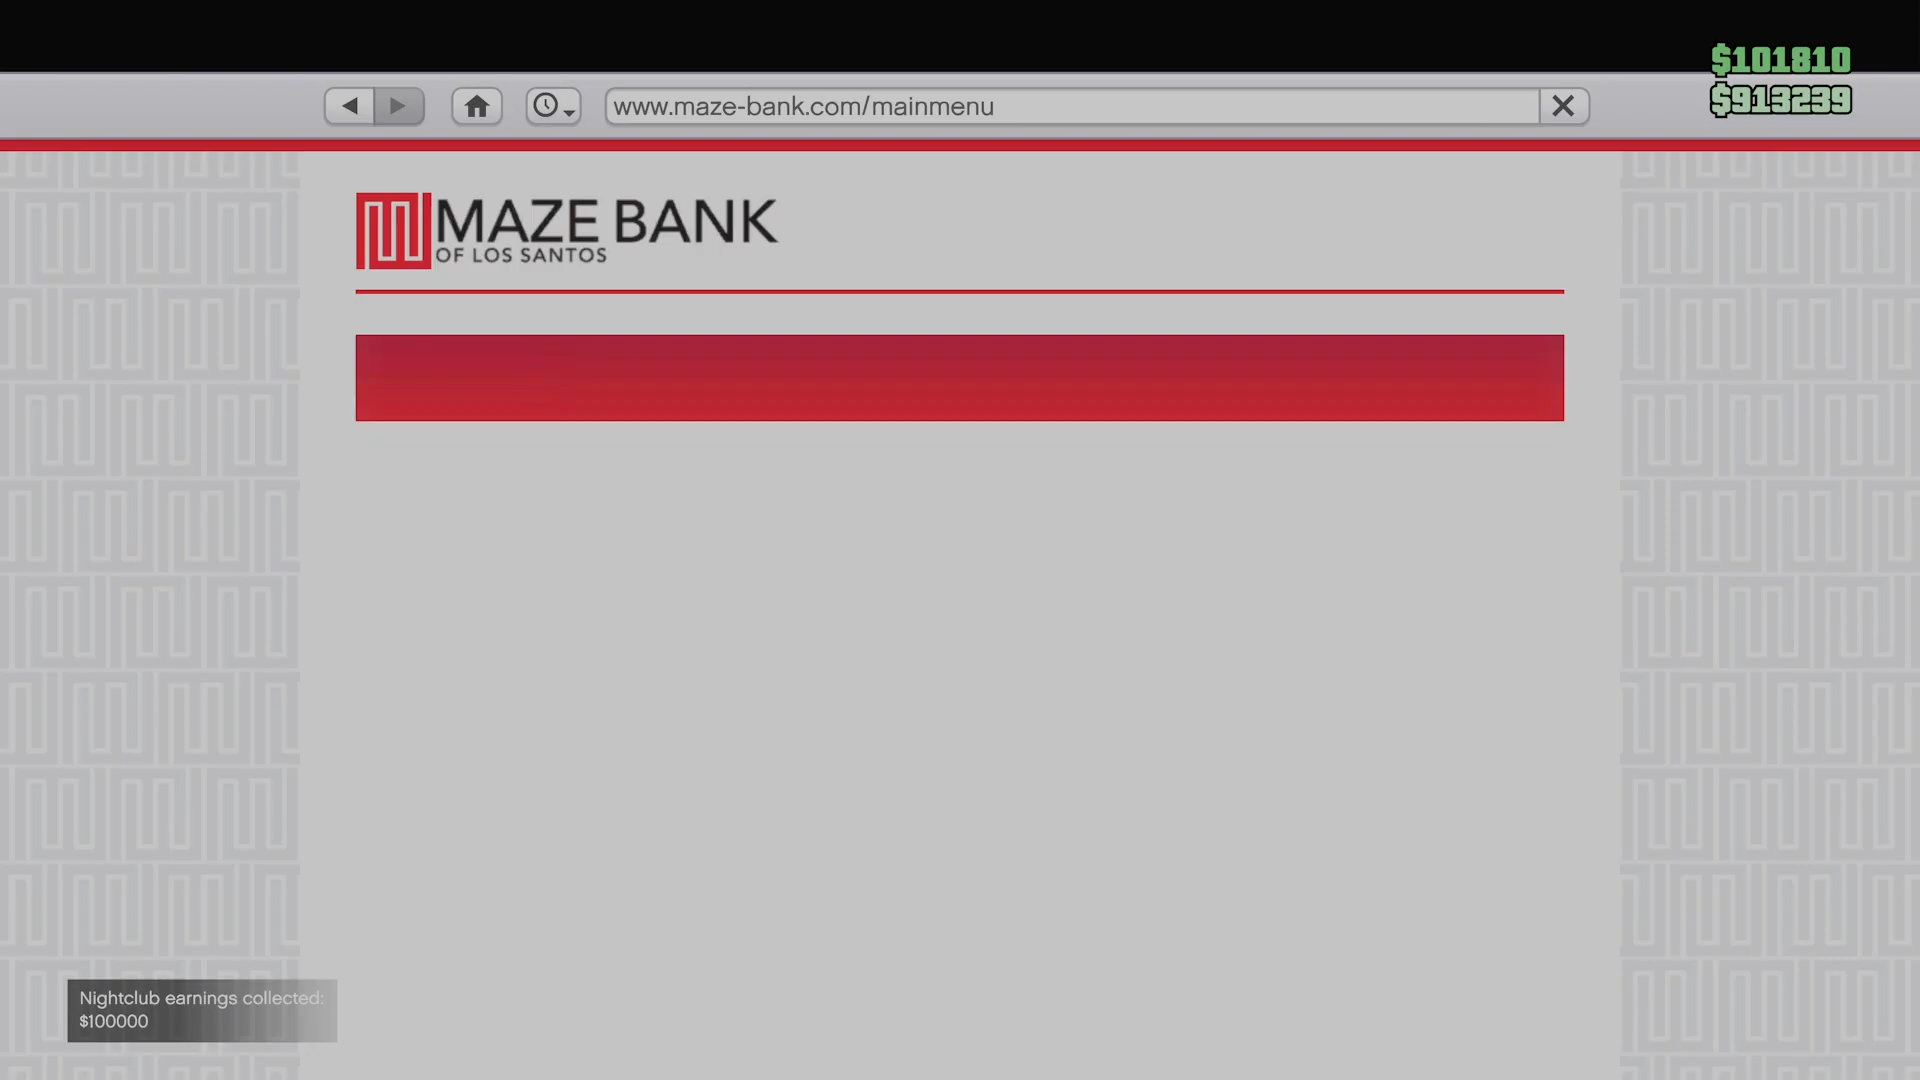 $101810
$913239
www.maze-bank.com/mainmenu
MAZE BANK
OF LOS SANTOS
Nightclub earnings collected:
$100000